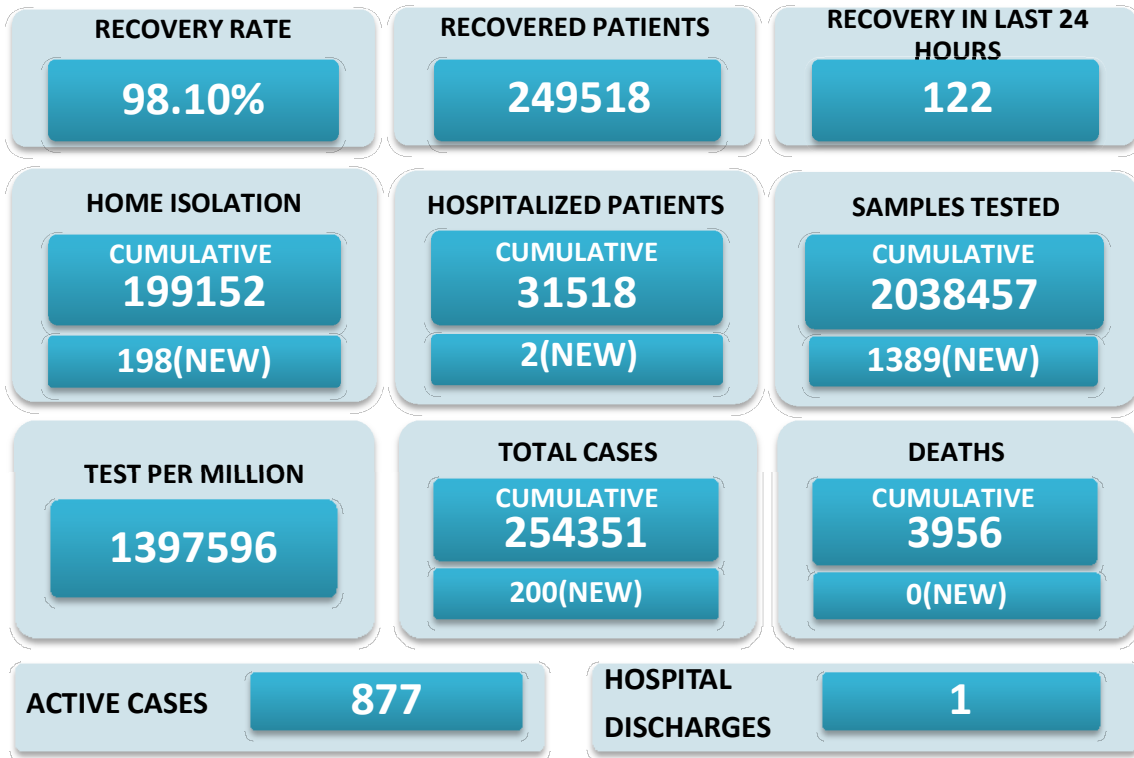 RECOVERY RATE
98.10%
RECOVERED PATIENTS
249518
RECOVERY IN LAST 24
HOURS
122
HOME ISOLATION
CUMULATIVE
199152
198(NEW)
HOSPITALIZED PATIENTS
CUMULATIVE
31518
2(NEW)
SAMPLES TESTED
CUMULATIVE
2038457
1389(NEW)
TEST PER MILLION
1397596
TOTAL CASES
CUMULATIVE
254351
200(NEW)
DEATHS
CUMULATIVE
3956
0(NEW)
ACTIVE CASES
877
HOSPITAL
DISCHARGES
1